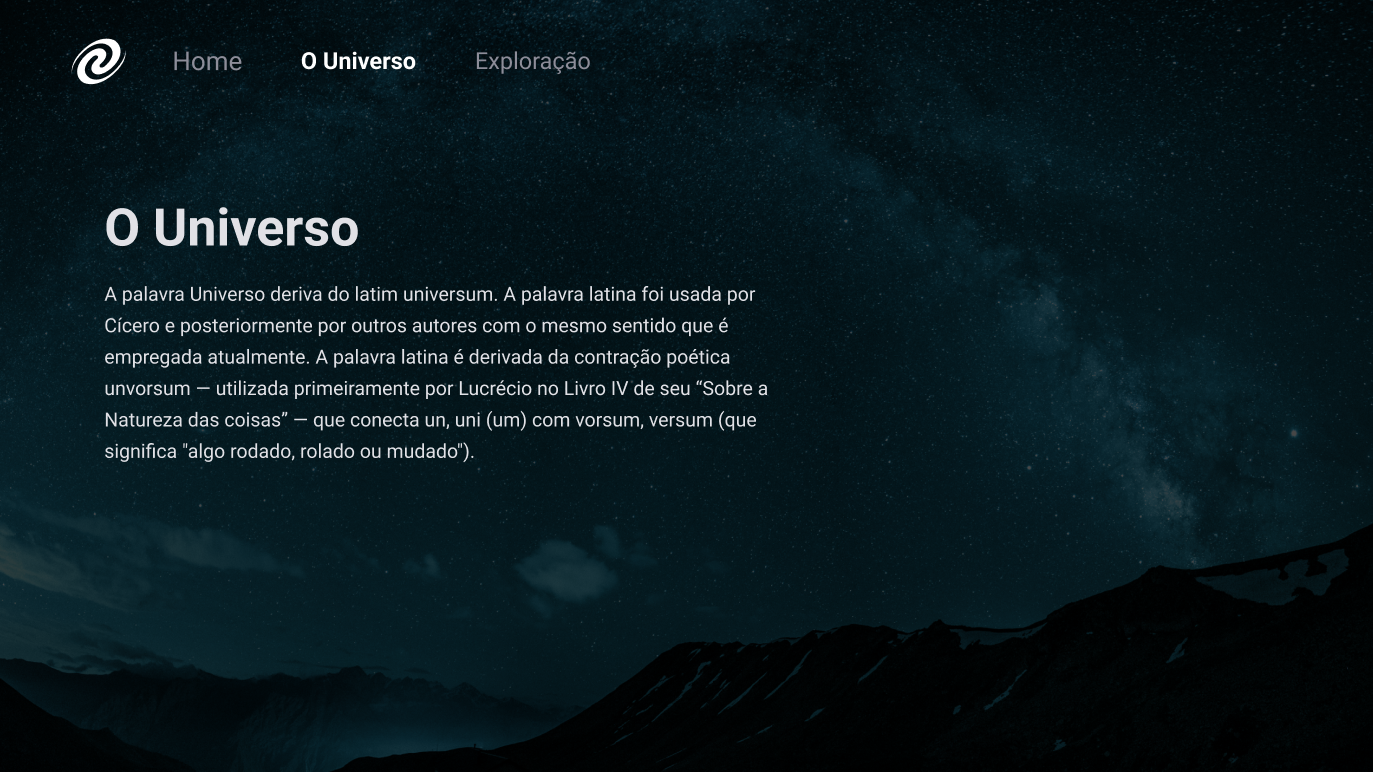 Home
O Universo
Exploração
O Universo
A palavra Universo deriva do latim universum. A palavra latina foi usada por
Cícero e posteriormente por outros autores com o mesmo sentido que é
empregada atualmente. A palavra latina é derivada da contração poética
unvorsum — utilizada primeiramente por Lucrécio no Livro IV de seu “Sobre a
Natureza das coisas” — que conecta un, uni (um) com vorsum, versum (que
significa "algo rodado, rolado ou mudado").